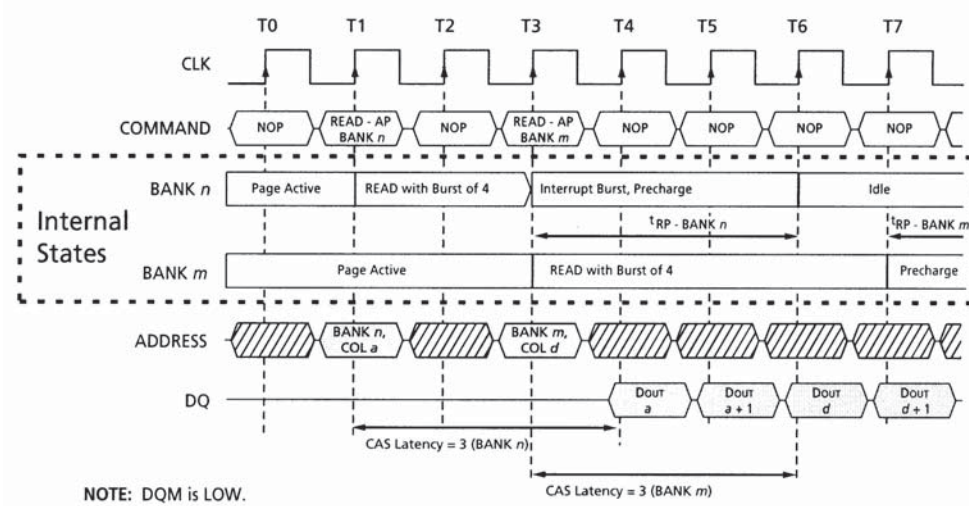 T0 T1 T2 T3 T4 T5 T6 T7
CLK
COMMAND NOP READ - AP BANK n NOP READ - AP BANK m NOP NOP NOP NOP
BANK n Page Active READ with Burst of 4 Interrupt Burst, Precharge Idle
tRP - BANK n tRP - BANK m
Internal
States
BANK m Page Active READ with Burst of 4 Precharge
ADDRESS BANK n, COL a BANK m, COL d
DQ DOUT a DOUT a + 1 DOUT d DOUT d + 1
CAS Latency = 3 (BANK n)
CAS Latency = 3 (BANK m)
NOTE: DQM is LOW.